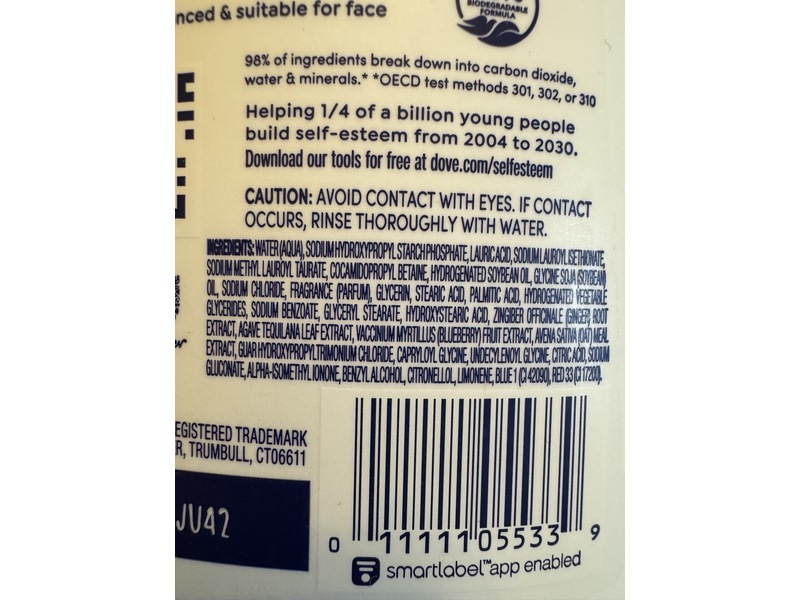 nced & suitable for face
BIODEGRADABLE
FORMULA
98% of ingredients break down into carbon dioxide,
water & minerals.* *OECD test methods 301, 302, or 310
Helping 1/4 of a billion young people
build self-esteem from 2004 to 2030.
Download our tools for free at dove.com/selfesteem
CAUTION: AVOID CONTACT WITH EYES. IF CONTACT
OCCURS, RINSE THOROUGHLY WITH WATER.
INGREDIENTS: WATER (AQUA), SODIUM HYDROXYPROPYL STARCH PHOSPHATE, LAURIC ACID, SODIUM LAUROYL ISETHIONATE,
SODIUM METHYL LAUROYL TAURATE, COCAMIDOPROPYL BETAINE, HYDROGENATED SOYBEAN OIL, GLYCINE SOJA (SOYBEAN)
OIL, SODIUM CHLORIDE, FRAGRANCE (PARFUM), GLYCERIN, STEARIC ACID, PALMITIC ACID, HYDROGENATED VEGETABLE
GLYCERIDES, SODIUM BENZOATE, GLYCERYL STEARATE, HYDROXYSTEARIC ACID, ZINGIBER OFFICINALE (GINGER) ROOT
EXTRACT, AGAVE TEQUILANA LEAF EXTRACT, VACCINIUM MYRTILLUS (BLUEBERRY) FRUIT EXTRACT, AVENA SATIVA (OAT) MEAL
EXTRACT, GUAR HYDROXYPROPYLTRIMONIUM CHLORIDE, CAPRYLOYL GLYCINE, UNDECYLENOYL GLYCINE, CITRIC ACID, SODIUM
GLUCONATE, ALPHA-ISOMETHYL IONONE, BENZYL ALCOHOL, CITRONELLOL, LIMONENE, BLUE 1 (CI 42090), RED 33 (CI 17200).
EGISTERED TRADEMARK
R, TRUMBULL, CT06611
JU42
0 11111 05533 9
smartlabel™ app enabled